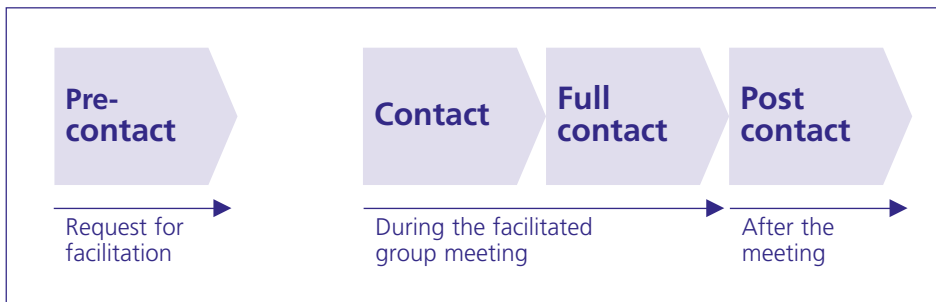 Pre-
contact
Contact
Full
contact
Post
contact
Request for
facilitation
During the facilitated
group meeting
After the
meeting